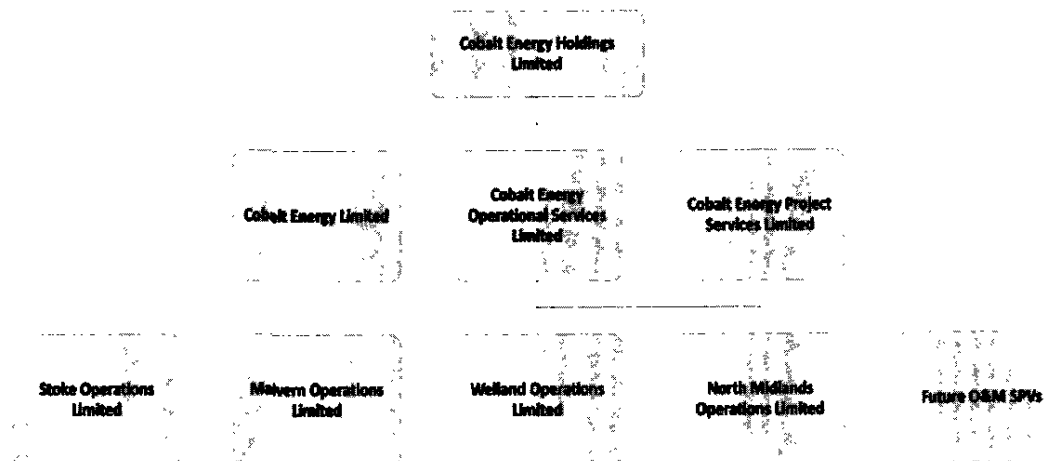 Cobalt Energy Holdings
Limited
Cobalt Energy Limited
Cobalt Energy
Operational Services
Limited
Cobalt Energy Project
Services Limited
Stoke Operations
Limited
Malvern Operations
Limited
Welland Operations
Limited
North Midlands
Operations Limited
Future O&M SPVs